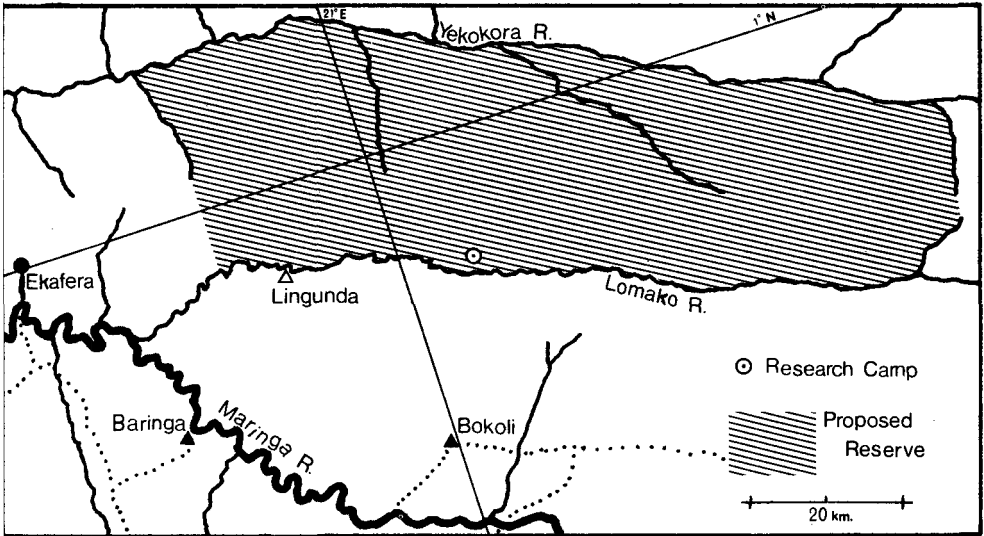 21° E
1° N
Yekokora R.
Ekafera
Lingunda
Lomako R.
Research Camp
Baringa
Maringa R.
Bokoli
Proposed
Reserve
20 km.